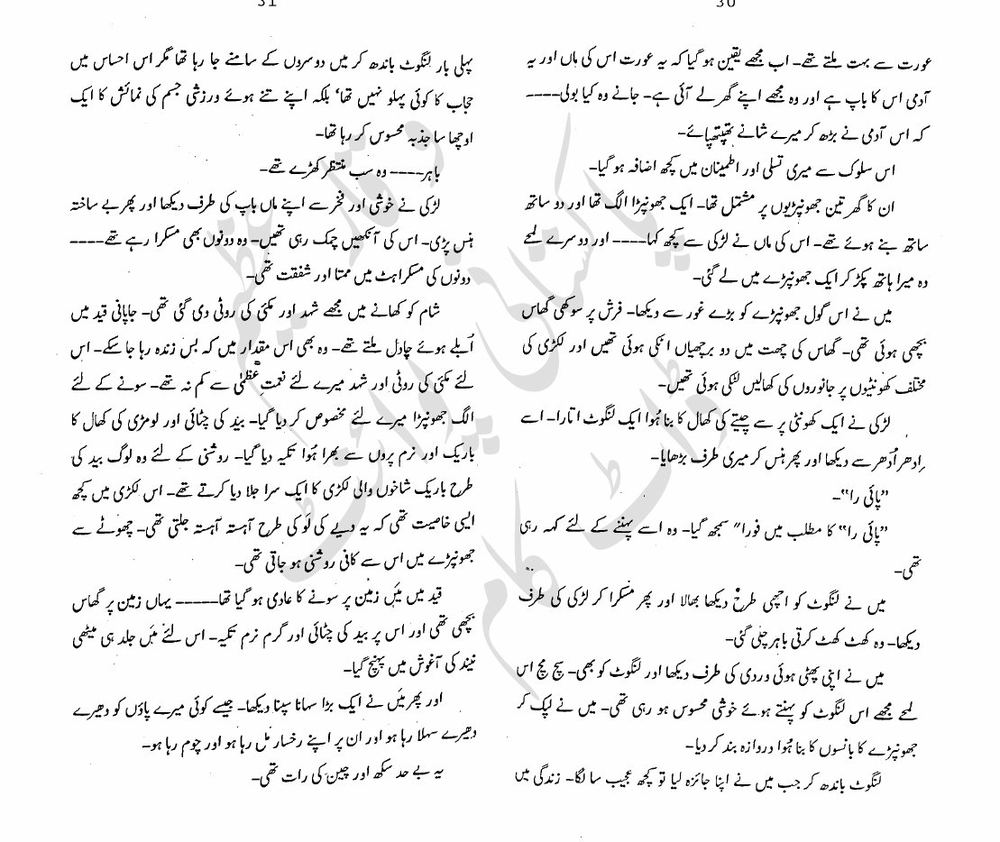 30
عورت سے بہت ملتے تھے۔ اب مجھے یقین ہو گیا کہ یہ عورت اس کی ماں اور یہ
آدمی اس کا باپ ہے اور وہ مجھے اپنے گھر لے آئی ہے۔ جانے وہ کیا بولی----
کہ اس آدمی نے بڑھ کر میرے شانے تھپتھپائے۔
اس سلوک سے میری تسلی اور اطمینان میں کچھ اضافہ ہو گیا۔
ان کا گھر تین جھونپڑیوں پر مشتمل تھا۔ ایک جھونپڑا الگ تھا اور دو ساتھ
ساتھ بنے ہوئے تھے۔ اس کی ماں نے لڑکی سے کچھ کہا---- اور دوسرے لمحے
وہ میرا ہاتھ پکڑ کر ایک جھونپڑے میں لے گئی۔
میں نے اس گول جھونپڑے کو بڑے غور سے دیکھا۔ فرش پر سوکھی گھاس
بچھی ہوئی تھی۔ گھاس کی چھت میں دو برچھیاں اٹکی ہوئی تھیں اور لکڑی کی
مختلف کھونٹیوں پر جانوروں کی کھالیں لٹکی ہوئی تھیں۔
لڑکی نے ایک کھونٹی پر سے چیتے کی کھال کا بنا ہُوا ایک لنگوٹ اتارا۔ اسے
اِدھر اُدھر سے دیکھا اور پھر ہنس کر میری طرف بڑھایا۔
”پائی را“۔
”پائی را“ کا مطلب میں فورا" سمجھ گیا۔ وہ اسے پہننے کے لئے کہہ رہی
تھی۔
میں نے لنگوٹ کو اچھی طرح دیکھا بھالا اور پھر مسکرا کر لڑکی کی طرف
دیکھا۔ وہ کھٹ کھٹ کرتی باہر چلی گئی۔
میں نے اپنی پھٹی ہوئی وردی کی طرف دیکھا اور لنگوٹ کو بھی۔ سچ مچ اس
لمحے مجھے اس لنگوٹ کو پہنتے ہوئے خوشی محسوس ہو رہی تھی۔ میں نے لپک کر
جھونپڑے کا بانسوں کا بنا ہُوا دروازہ بند کر دیا۔
لنگوٹ باندھ کر جب میں نے اپنا جائزہ لیا تو کچھ عجیب سا لگا۔ زندگی میں
31
پہلی بار لنگوٹ باندھ کر میں دوسروں کے سامنے جا رہا تھا مگر اس احساس میں
حجاب کا کوئی پہلو نہیں تھا‘ بلکہ اپنے تنے ہوئے ورزشی جسم کی نمائش کا ایک
اوچھا سا جذبہ محسوس کر رہا تھا۔
باہر---- وہ سب منتظر کھڑے تھے۔
لڑکی نے خوشی اور فخر سے اپنے ماں باپ کی طرف دیکھا اور پھر بے ساختہ
ہنس پڑی۔ اس کی آنکھیں چمک رہی تھیں۔ وہ دونوں بھی مسکرا رہے تھے----
دونوں کی مسکراہٹ میں ممتا اور شفقت تھی۔
شام کو کھانے میں مجھے شہد اور مکئی کی روٹی دی گئی تھی۔ جاپانی قید میں
اُبلے ہوئے چاول ملتے تھے۔ وہ بھی اس مقدار میں کہ بس زندہ رہا جا سکے۔ اس
لئے مکئی کی روٹی اور شہد میرے لئے نعمتِ عظمٰی سے کم نہ تھے۔ سونے کے لئے
الگ جھونپڑا میرے لئے مخصوص کر دیا گیا۔ بید کی چٹائی اور لومڑی کی کھال کا
باریک اور نرم پروں سے بھرا ہُوا تکیہ دیا گیا۔ روشنی کے لئے وہ لوگ بید کی
طرح باریک شاخوں والی لکڑی کا ایک سرا جلا دیا کرتے تھے۔ اس لکڑی میں کچھ
ایسی خاصیت تھی کہ یہ دیے کی لَو کی طرح آہستہ آہستہ جلتی تھی۔ چھوٹے سے
جھونپڑے میں اس سے کافی روشنی ہو جاتی تھی۔
قید میں مَیں زمین پر سونے کا عادی ہو گیا تھا----- یہاں زمین پر گھاس
بچھی تھی اور اس پر بید کی چٹائی اور گرم نرم تکیہ۔ اس لئے مَیں جلد ہی میٹھی
نیند کی آغوش میں پہنچ گیا۔
اور پھر مَیں نے ایک بڑا سہانا سپنا دیکھا۔ جیسے کوئی میرے پاؤں کو دھیرے
دھیرے سہلا رہا ہو اور ان پر اپنے رخسار مل رہا ہو اور چوم رہا ہو۔
یہ بے حد سکھ اور چین کی رات تھی۔
پاکستانی پوائنٹ
ڈاٹ کام